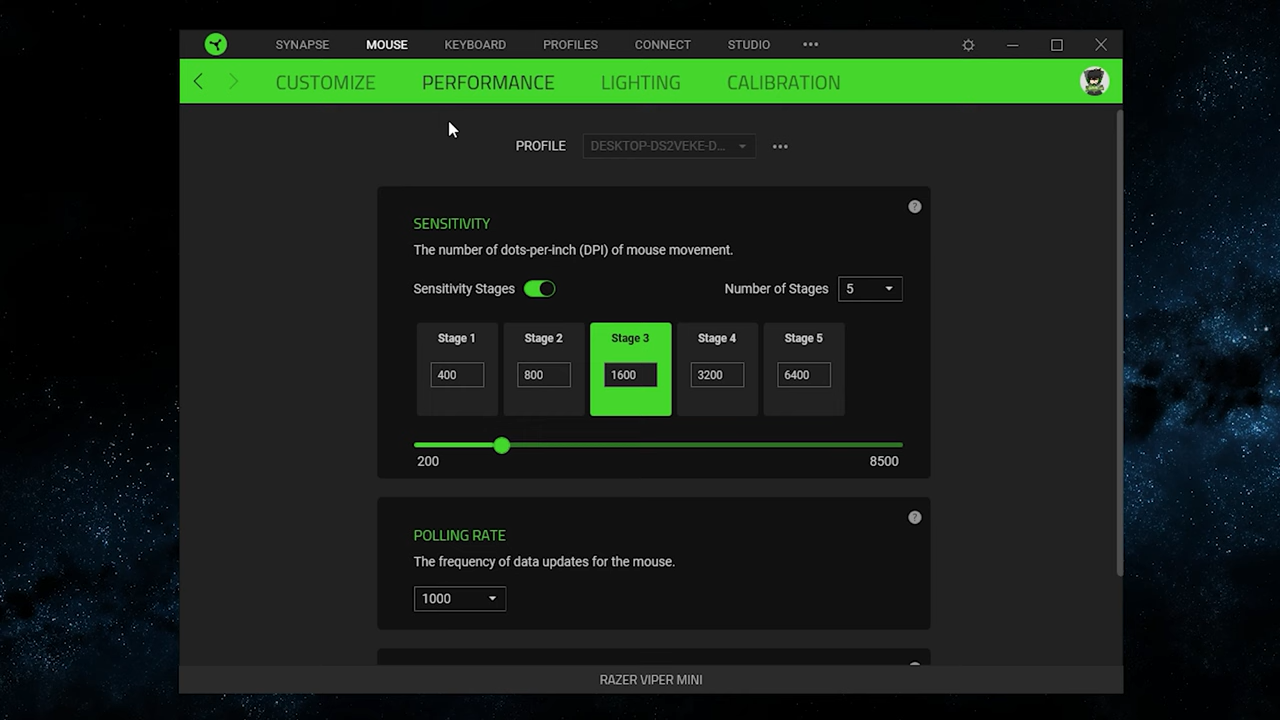 SYNAPSE MOUSE KEYBOARD PROFILES CONNECT STUDIO
CUSTOMIZE PERFORMANCE LIGHTING CALIBRATION
PROFILE DESKTOP-DS2VEKE-D...
SENSITIVITY
The number of dots-per-inch (DPI) of mouse movement.
Sensitivity Stages Number of Stages 5
Stage 1 Stage 2 Stage 3 Stage 4 Stage 5
400 800 1600 3200 6400
200 8500
POLLING RATE
The frequency of data updates for the mouse.
1000
RAZER VIPER MINI